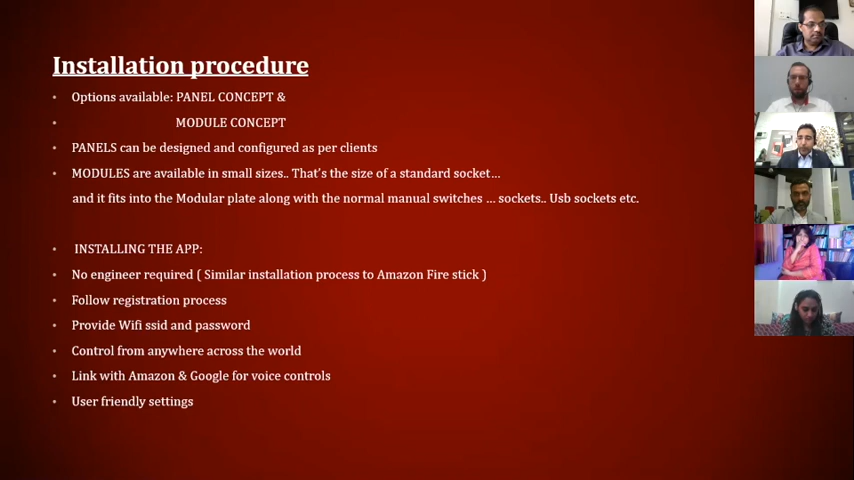 Installation procedure
Options available: PANEL CONCEPT &
MODULE CONCEPT
PANELS can be designed and configured as per clients
MODULES are available in small sizes.. That's the size of a standard socket...
and it fits into the Modular plate along with the normal manual switches ... sockets.. Usb sockets etc.
INSTALLING THE APP:
No engineer required ( Similar installation process to Amazon Fire stick )
Follow registration process
Provide Wifi ssid and password
Control from anywhere across the world
Link with Amazon & Google for voice controls
User friendly settings